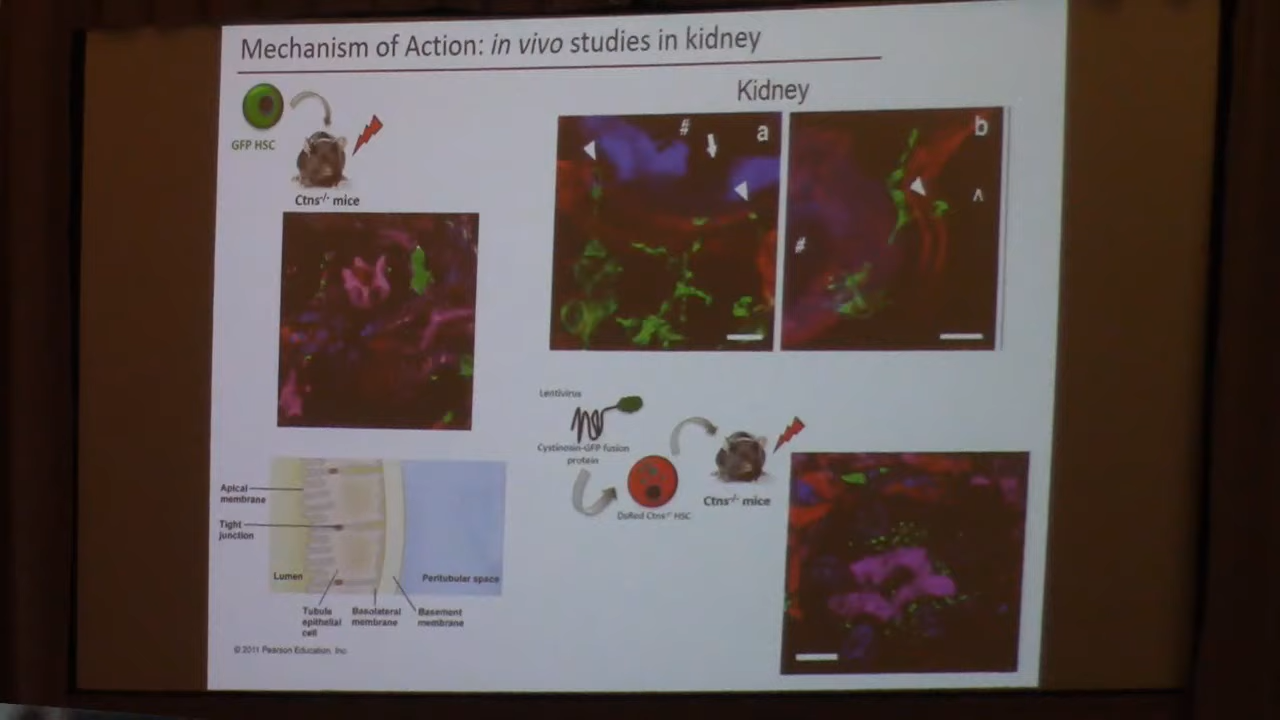 Mechanism of Action: in vivo studies in kidney
GFP HSC
Ctns-/- mice
Kidney
# a
b
^
#
Lentivirus
Cystinosin-GFP fusion
protein
DsRed Ctns-/- HSC
Ctns-/- mice
Apical
membrane
Tight
junction
Lumen
Peritubular space
Tubule
epithelial
cell
Basolateral
membrane
Basement
membrane
© 2011 Pearson Education, Inc.